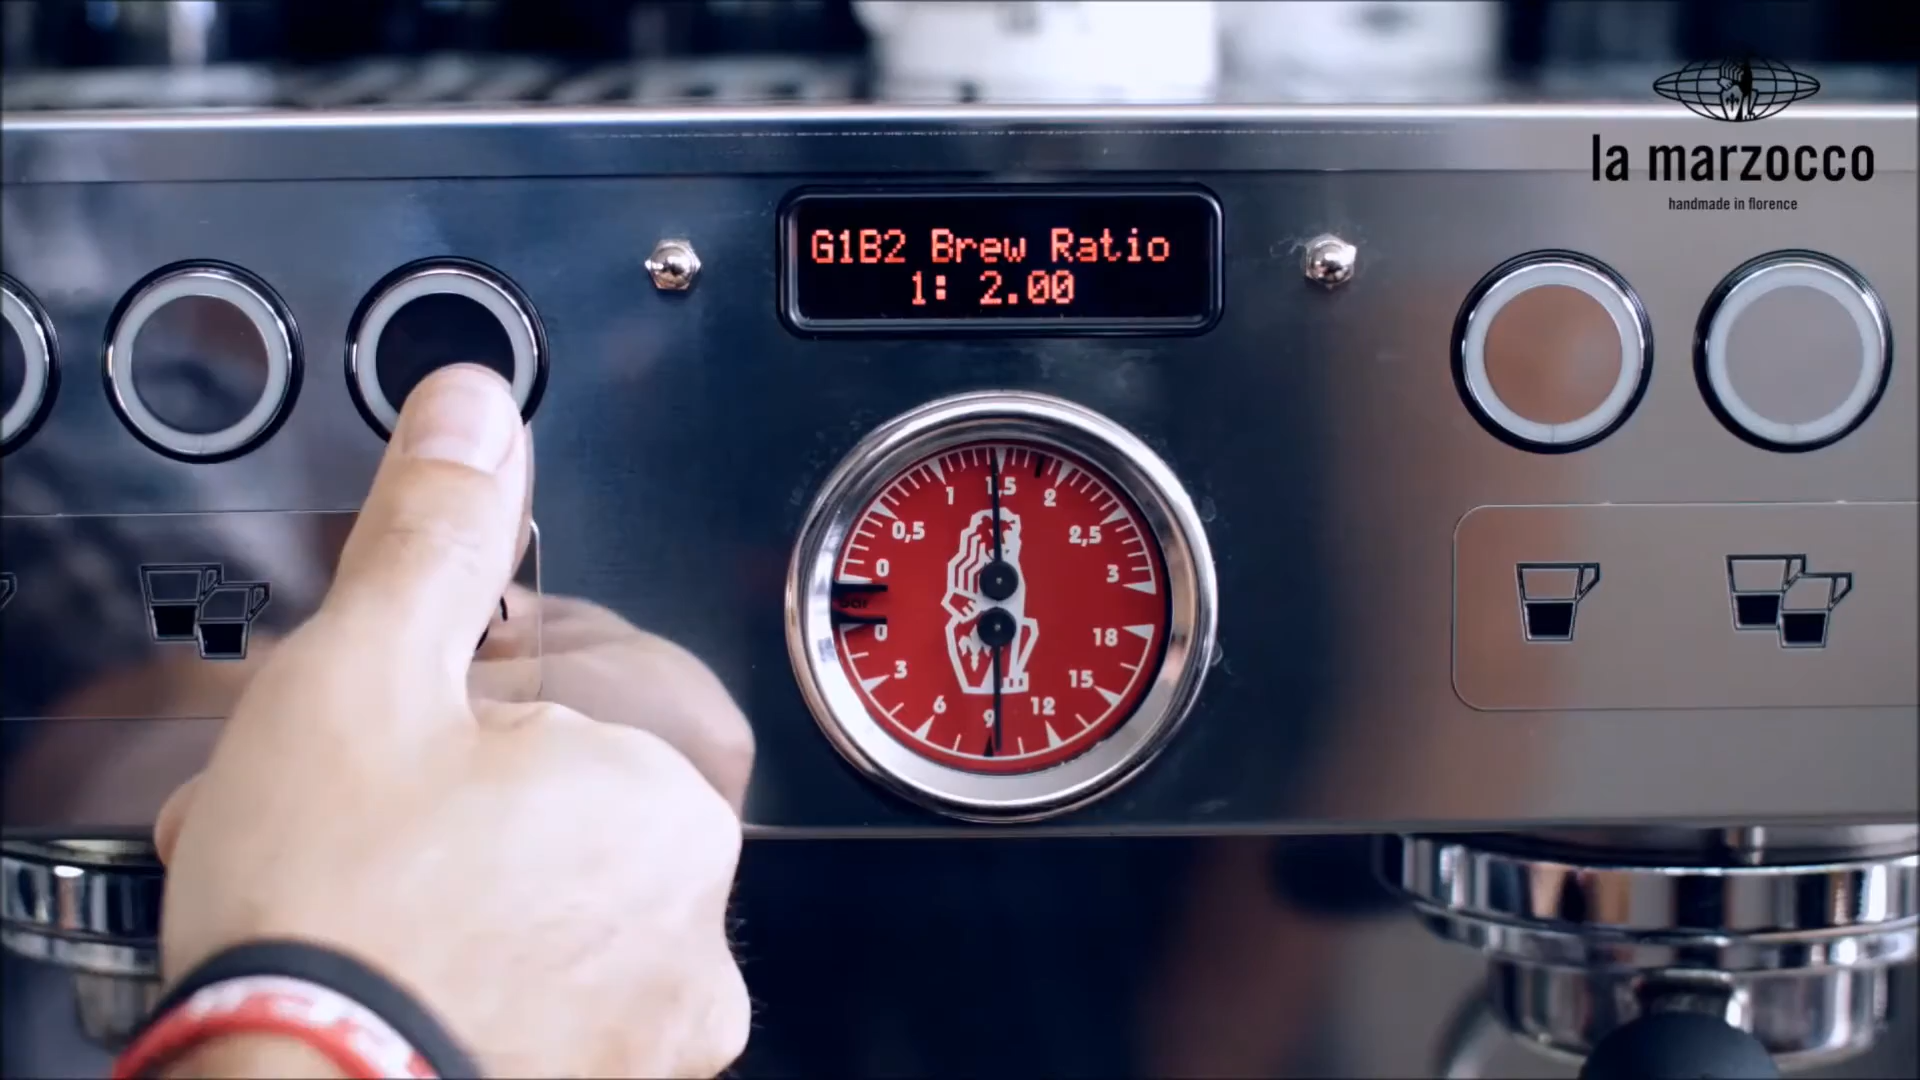 la marzocco
handmade in florence
G1B2 Brew Ratio
1: 2.00
0 0,5 1 1,5 2 2,5 3
bar
0 3 6 9 12 15 18